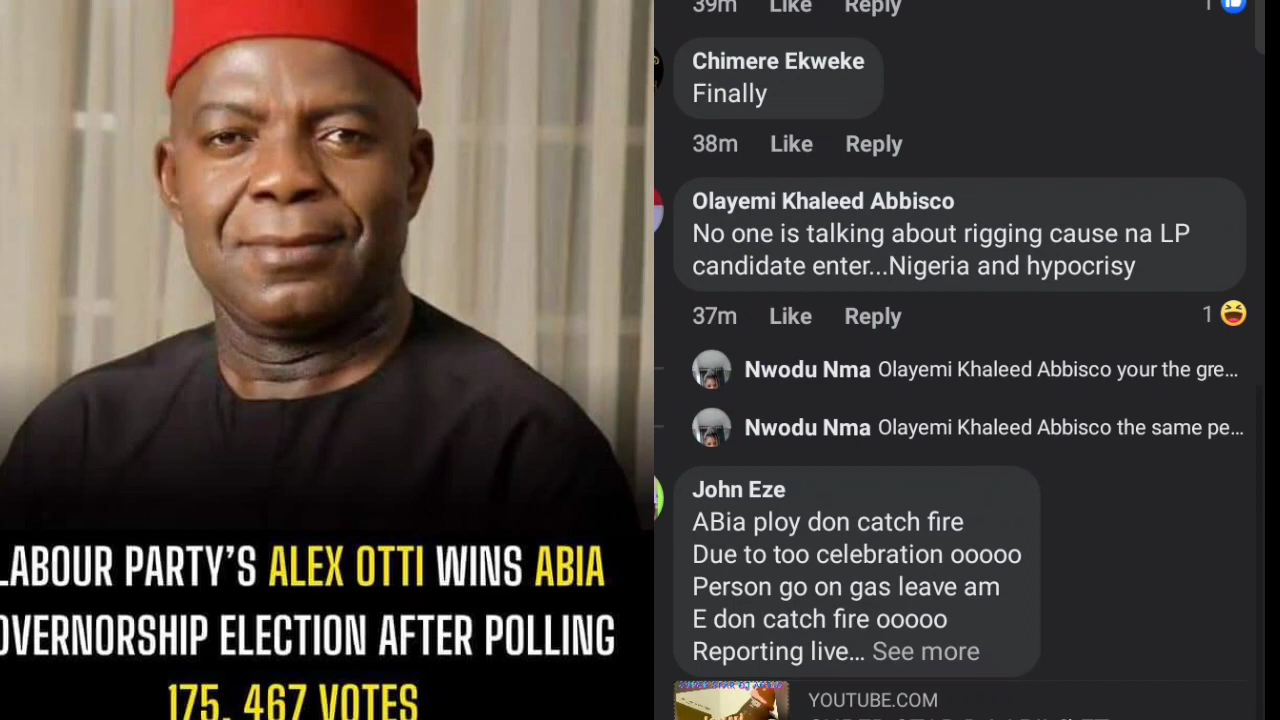 LABOUR PARTY'S ALEX OTTI WINS ABIA
OVERNORSHIP ELECTION AFTER POLLING
175, 467 VOTES
39m Like Reply 1
Chimere Ekweke
Finally
38m Like Reply
Olayemi Khaleed Abbisco
No one is talking about rigging cause na LP
candidate enter...Nigeria and hypocrisy
37m Like Reply 1
Nwodu Nma Olayemi Khaleed Abbisco your the gre...
Nwodu Nma Olayemi Khaleed Abbisco the same pe...
John Eze
ABia ploy don catch fire
Due to too celebration ooooo
Person go on gas leave am
E don catch fire ooooo
Reporting live... See more
YOUTUBE.COM